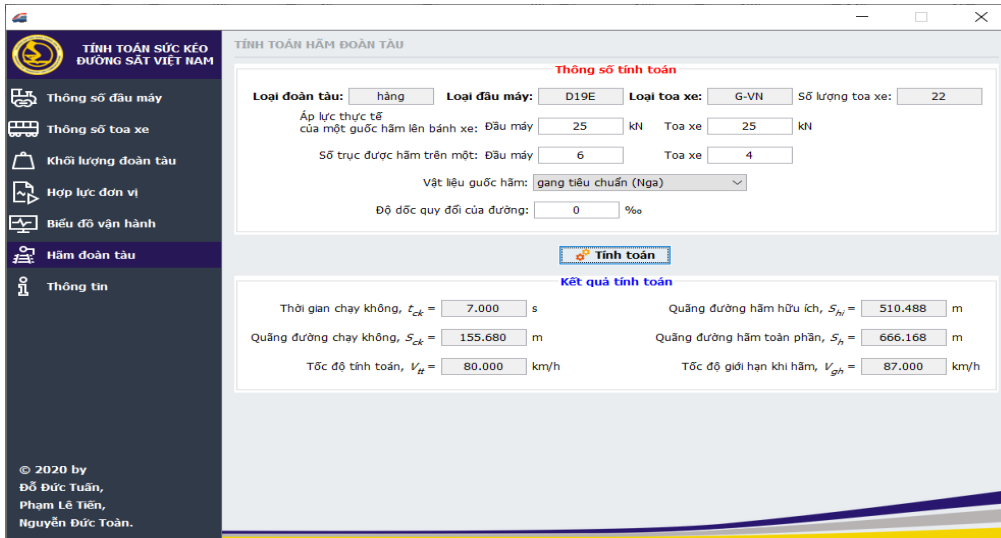 TÍNH TOÁN SỨC KÉO
ĐƯỜNG SẮT VIỆT NAM
Thông số đầu máy
Thông số toa xe
Khối lượng đoàn tàu
Hợp lực đơn vị
Biểu đồ vận hành
Hãm đoàn tàu
Thông tin
© 2020 by
Đỗ Đức Tuấn,
Phạm Lê Tiến,
Nguyễn Đức Toàn.
TÍNH TOÁN HÃM ĐOÀN TÀU
Thông số tính toán
Loại đoàn tàu: hàng Loại đầu máy: D19E Loại toa xe: G-VN Số lượng toa xe: 22
Áp lực thực tế
của một guốc hãm lên bánh xe: Đầu máy 25 kN Toa xe 25 kN
Số trục được hãm trên một: Đầu máy 6 Toa xe 4
Vật liệu guốc hãm: gang tiêu chuẩn (Nga)
Độ dốc quy đổi của đường: 0 ‰
Tính toán
Kết quả tính toán
Thời gian chạy không, t_ck = 7.000 s Quãng đường hãm hữu ích, S_hi = 510.488 m
Quãng đường chạy không, S_ck = 155.680 m Quãng đường hãm toàn phần, S_h = 666.168 m
Tốc độ tính toán, V_tt = 80.000 km/h Tốc độ giới hạn khi hãm, V_gh = 87.000 km/h